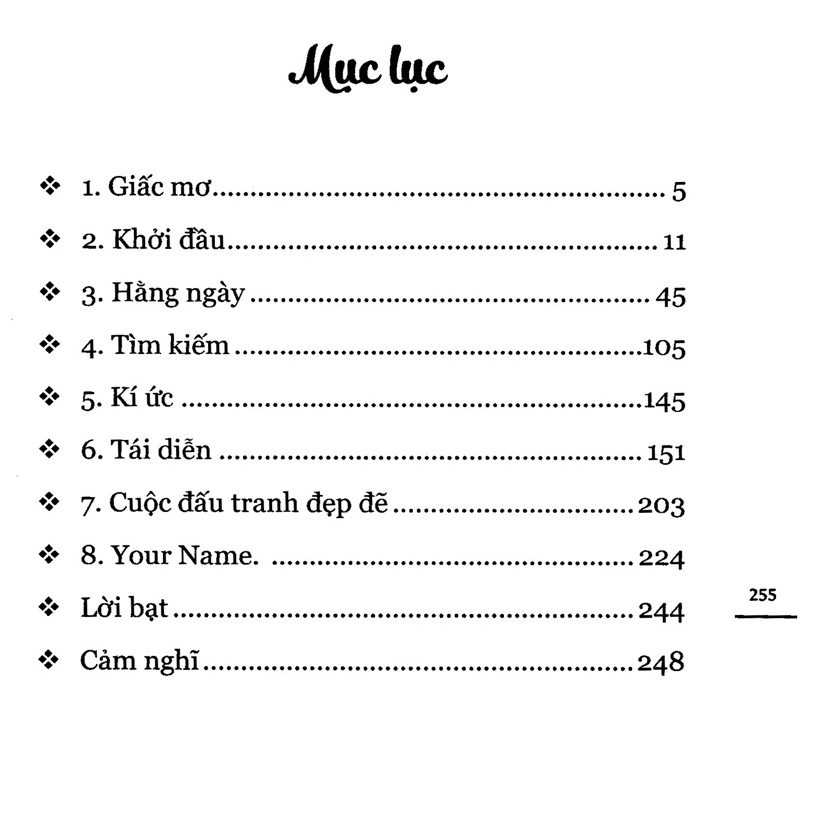 Mục lục
❖ 1. Giấc mơ........................................................... 5
❖ 2. Khởi đầu........................................................ 11
❖ 3. Hằng ngày.................................................... 45
❖ 4. Tìm kiếm.....................................................105
❖ 5. Kí ức ............................................................145
❖ 6. Tái diễn ....................................................... 151
❖ 7. Cuộc đấu tranh đẹp đẽ...............................203
❖ 8. Your Name. ...............................................224
255
❖ Lời bạt............................................................244
❖ Cảm nghĩ........................................................248